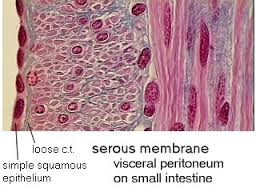 loose c.t.
simple squamous
epithelium
serous membrane
visceral peritoneum
on small intestine